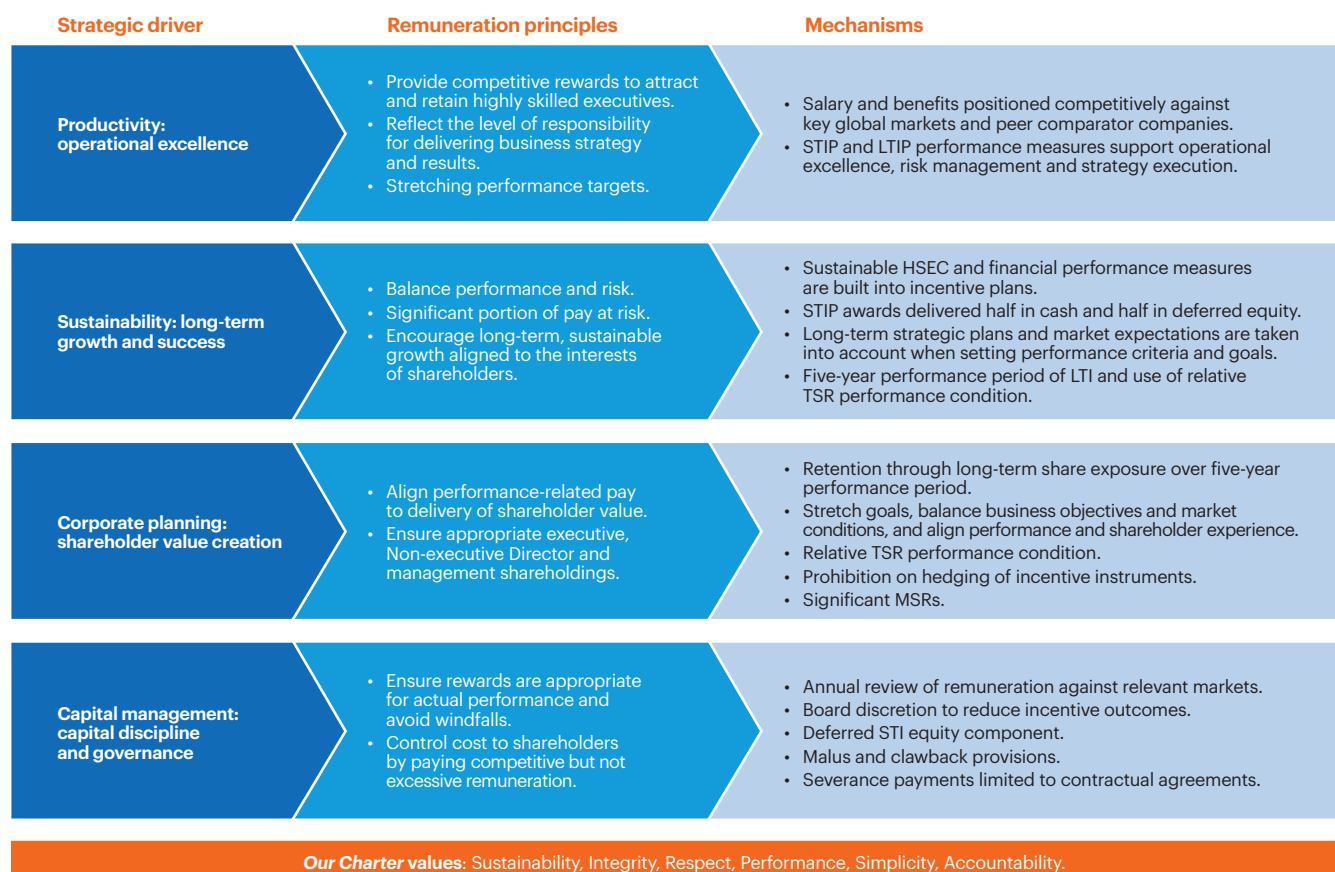 Strategic driver
Remuneration principles
Mechanisms
Productivity:
operational excellence
• Provide competitive rewards to attract
and retain highly skilled executives.
• Reflect the level of responsibility
for delivering business strategy
and results.
• Stretching performance targets.
• Salary and benefits positioned competitively against
key global markets and peer comparator companies.
• STIP and LTIP performance measures support operational
excellence, risk management and strategy execution.
Sustainability: long-term
growth and success
• Balance performance and risk.
• Significant portion of pay at risk.
• Encourage long-term, sustainable
growth aligned to the interests
of shareholders.
• Sustainable HSEC and financial performance measures
are built into incentive plans.
• STIP awards delivered half in cash and half in deferred equity.
• Long-term strategic plans and market expectations are taken
into account when setting performance criteria and goals.
• Five-year performance period of LTI and use of relative
TSR performance condition.
Corporate planning:
shareholder value creation
• Align performance-related pay
to delivery of shareholder value.
• Ensure appropriate executive,
Non-executive Director and
management shareholdings.
• Retention through long-term share exposure over five-year
performance period.
• Stretch goals, balance business objectives and market
conditions, and align performance and shareholder experience.
• Relative TSR performance condition.
• Prohibition on hedging of incentive instruments.
• Significant MSRs.
Capital management:
capital discipline
and governance
• Ensure rewards are appropriate
for actual performance and
avoid windfalls.
• Control cost to shareholders
by paying competitive but not
excessive remuneration.
• Annual review of remuneration against relevant markets.
• Board discretion to reduce incentive outcomes.
• Deferred STI equity component.
• Malus and clawback provisions.
• Severance payments limited to contractual agreements.
Our Charter values: Sustainability, Integrity, Respect, Performance, Simplicity, Accountability.